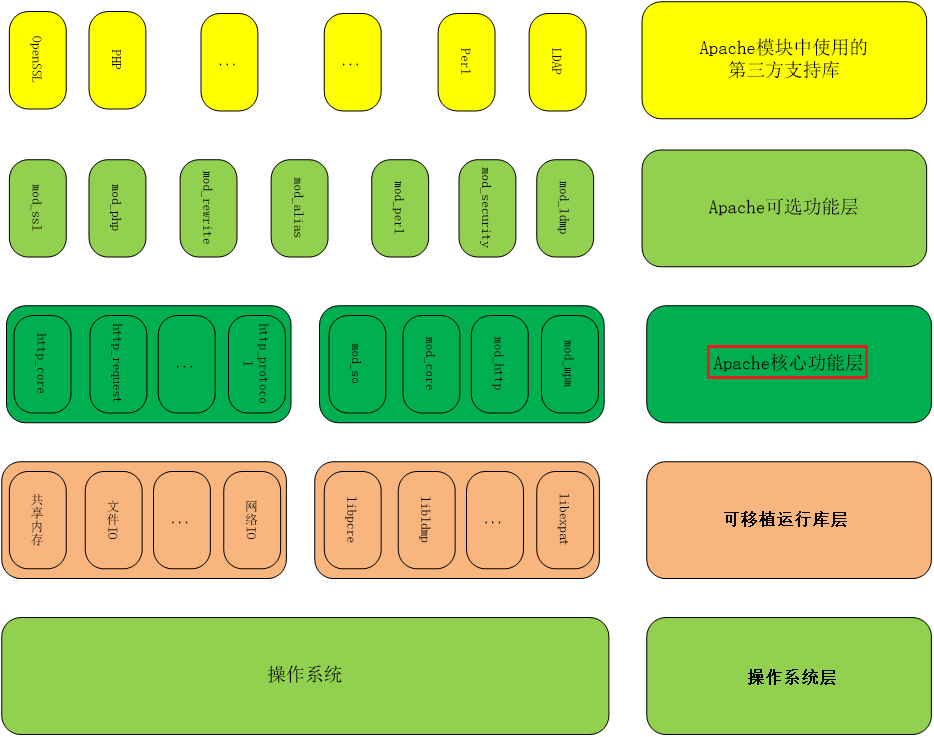 OpenSSL
PHP
...
...
Perl
LDAP
Apache模块中使用的
第三方支持库
mod_ssl
mod_php
mod_rewrite
mod_alias
mod_perl
mod_security
mod_ldmp
Apache可选功能层
http_core
http_request
...
http_protoco
l
mod_so
mod_core
mod_http
mod_mpm
Apache核心功能层
共享内存
文件IO
...
网络IO
libpcre
libldmp
...
libexpat
可移植运行库层
操作系统
操作系统层